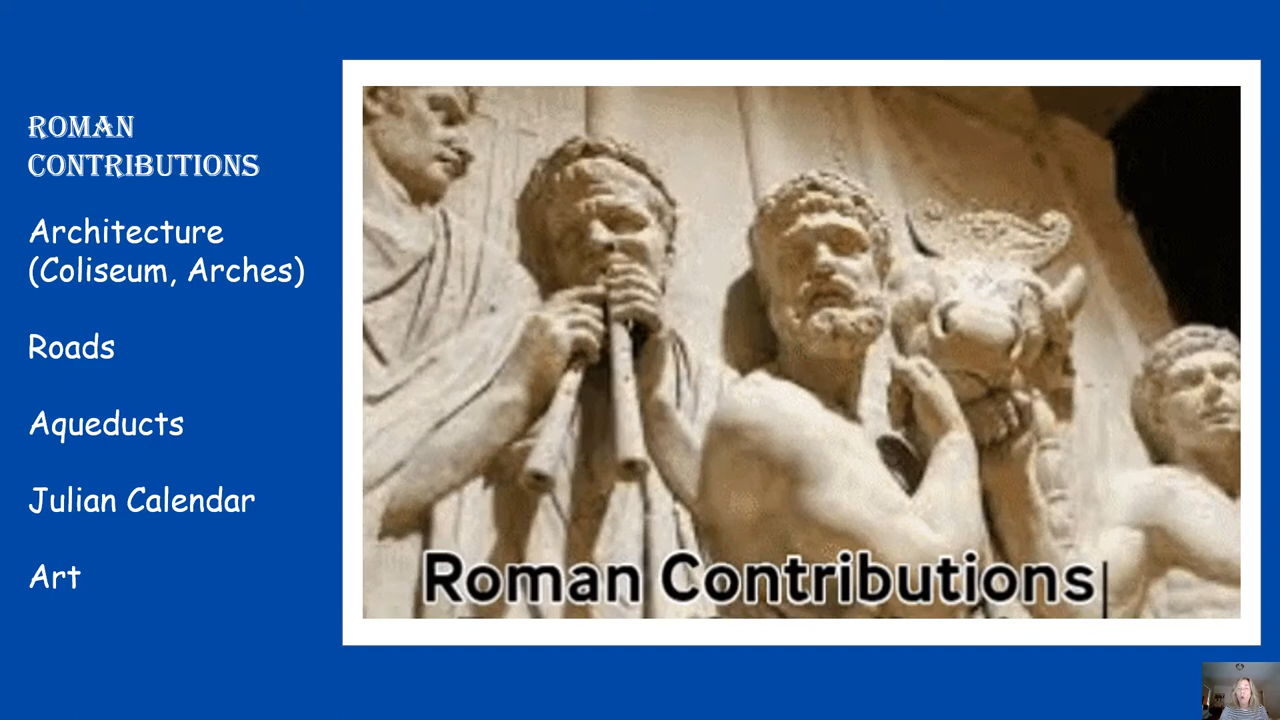 ROMAN
CONTRIBUTIONS
Architecture
(Coliseum, Arches)
Roads
Aqueducts
Julian Calendar
Art
Roman Contributions